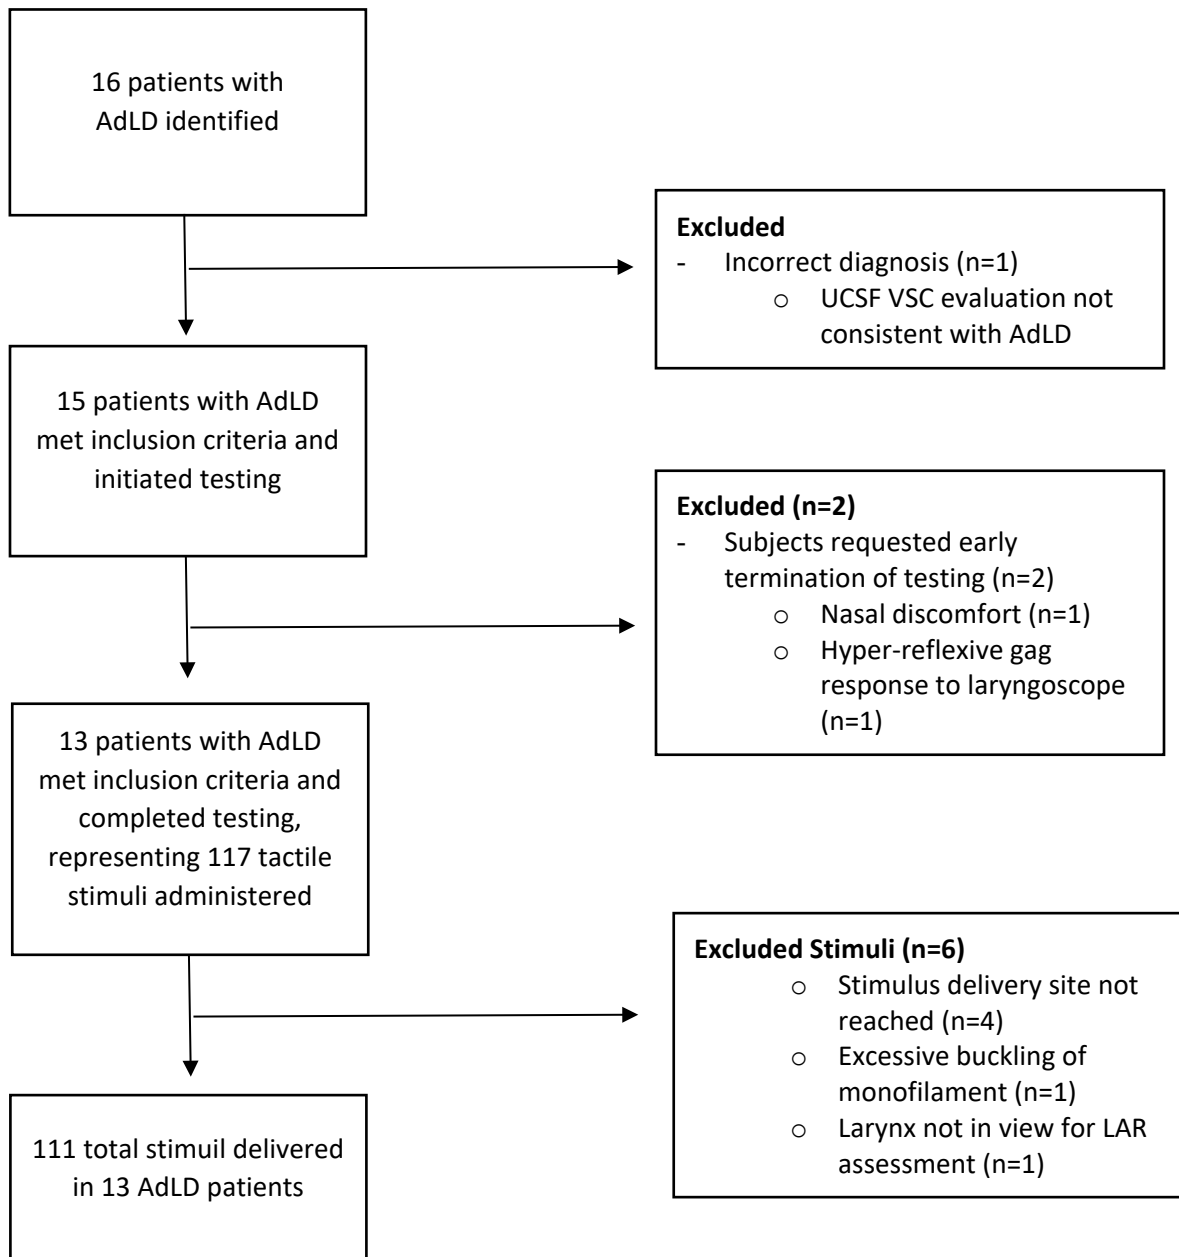 16 patients with
AdLD identified
Excluded
- Incorrect diagnosis (n=1)
o UCSF VSC evaluation not
consistent with AdLD
15 patients with AdLD
met inclusion criteria and
initiated testing
Excluded (n=2)
- Subjects requested early
termination of testing (n=2)
o Nasal discomfort (n=1)
o Hyper-reflexive gag
response to laryngoscope
(n=1)
13 patients with AdLD
met inclusion criteria and
completed testing,
representing 117 tactile
stimuli administered
Excluded Stimuli (n=6)
o Stimulus delivery site not
reached (n=4)
o Excessive buckling of
monofilament (n=1)
o Larynx not in view for LAR
assessment (n=1)
111 total stimuil delivered
in 13 AdLD patients